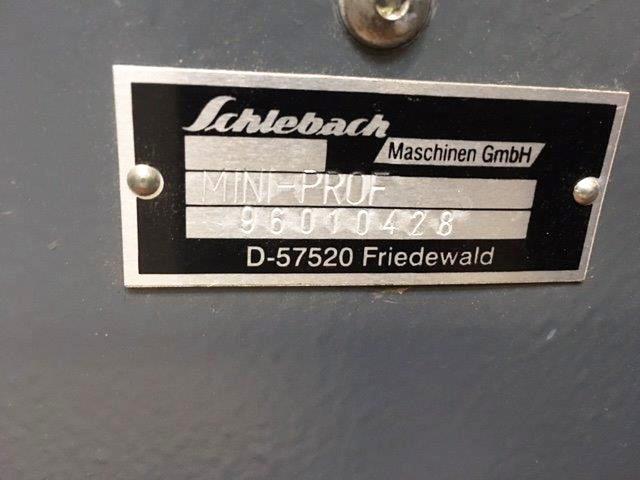 Schlebach
Maschinen GmbH
MINI-PROF
96010428
D-57520 Friedewald